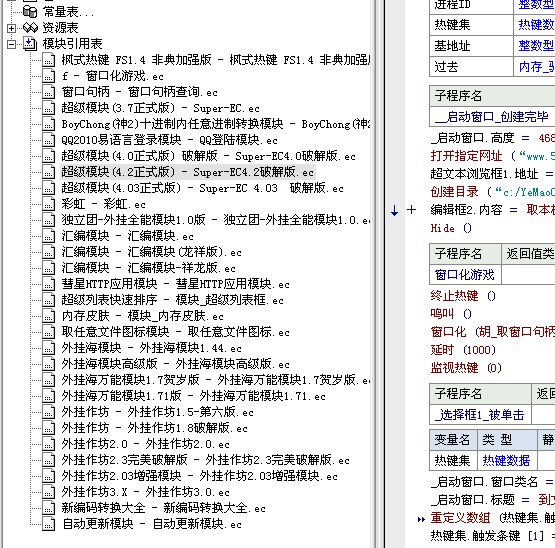 常量表...
资源表
模块引用表
枫式热键 FS1.4 非典加强版 - 枫式热键 FS1.4 非典加
f - 窗口化游戏.ec
窗口句柄 - 窗口句柄查询.ec
超级模块(3.7正式版) - Super-EC.ec
BoyChong(神2)十进制内任意进制转换模块 - BoyChong(神2
QQ2010易语言登录模块 - QQ登陆模块.ec
超级模块(4.0正式版) 破解版 - Super-EC4.0破解版.ec
超级模块(4.2正式版) - Super-EC4.2破解版.ec
超级模块(4.03正式版) - Super-EC 4.03 破解版.ec
彩虹 - 彩虹.ec
独立团-外挂全能模块1.0版 - 独立团-外挂全能模块1.0.ec
汇编模块 - 汇编模块.ec
汇编模块 - 汇编模块(龙祥版).ec
汇编模块 - 汇编模块-祥龙版.ec
彗星HTTP应用模块 - 彗星HTTP应用模块.ec
超级列表快速排序 - 模块_超级列表框.ec
内存皮肤 - 模块_内存皮肤.ec
取任意文件图标模块 - 取任意文件图标.ec
外挂海模块 - 外挂海模块1.44.ec
外挂海模块高级版 - 外挂海模块高级版.ec
外挂海万能模块1.7贺岁版 - 外挂海万能模块1.7贺岁版.ec
外挂海万能模块1.71版 - 外挂海万能模块1.71.ec
外挂作坊 - 外挂作坊1.5-第六版.ec
外挂作坊 - 外挂作坊1.8破解版.ec
外挂作坊2.0 - 外挂作坊2.0.ec
外挂作坊2.3完美破解版 - 外挂作坊2.3完美破解版.ec
外挂作坊2.03增强模块 - 外挂作坊2.03增强模块.ec
外挂作坊3.X - 外挂作坊3.0.ec
新编码转换大全 - 新编码转换大全.ec
自动更新模块 - 自动更新模块.ec
进程ID 整数型
热键集 热键数
基地址 整数型
过去 内存_
子程序名
__启动窗口_创建完毕
_启动窗口.高度 = 468
打开指定网址 (“www.5
超文本浏览框1.地址 =
创建目录 (“c:/YeMaoC
编辑框2.内容 = 取本
Hide ()
子程序名 返回值类
窗口化游戏
终止热键 ()
鸣叫 ()
窗口化 (胡_取窗口句柄
延时 (1000)
监视热键 (0)
子程序名 返回
_选择框1_被单击
变量名 类 型 静
热键集 热键数据
_启动窗口.窗口类名 =
_启动窗口.标题 = 到文
重定义数组 (热键集.触
热键集.触发条键 [1] =